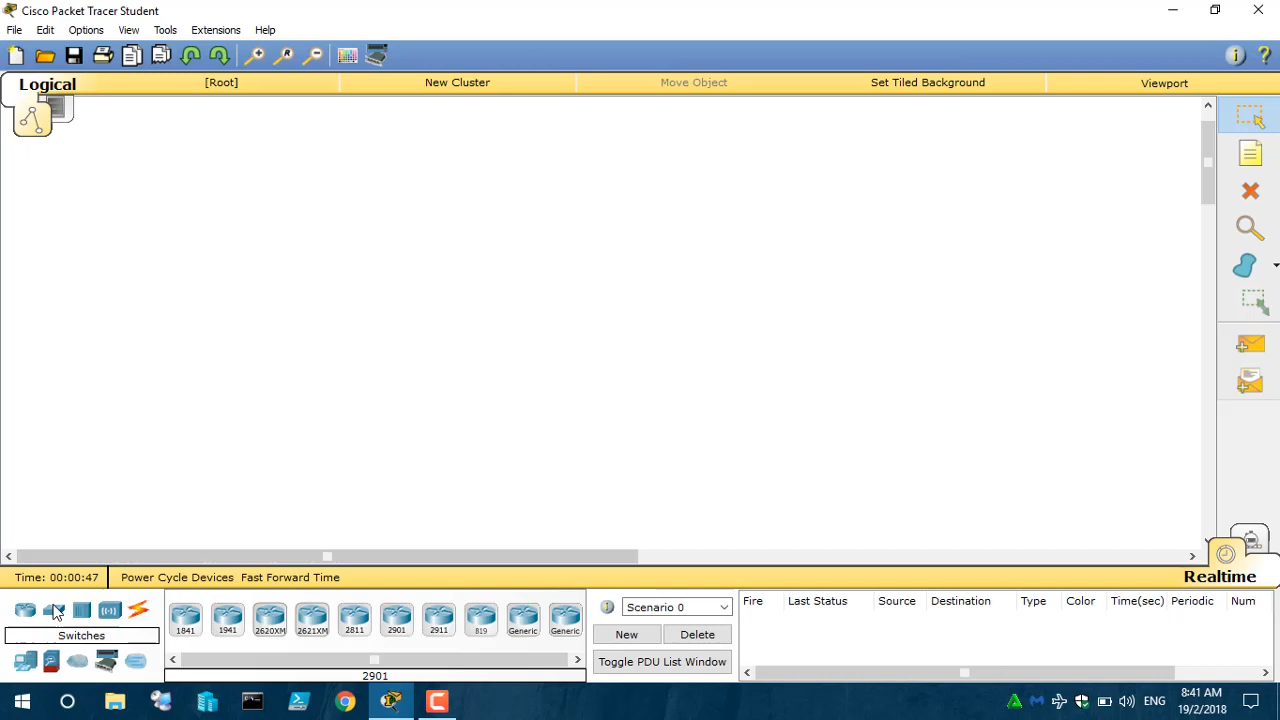 Cisco Packet Tracer Student
File Edit Options View Tools Extensions Help
Logical [Root] New Cluster Move Object Set Tiled Background Viewport
Time: 00:00:47 Power Cycle Devices Fast Forward Time Realtime
Switches
1841 1941 2620XM 2621XM 2811 2901 2911 819 Generic Generic
2901
Scenario 0
New Delete
Toggle PDU List Window
Fire Last Status Source Destination Type Color Time(sec) Periodic Num
ENG
8:41 AM
19/2/2018